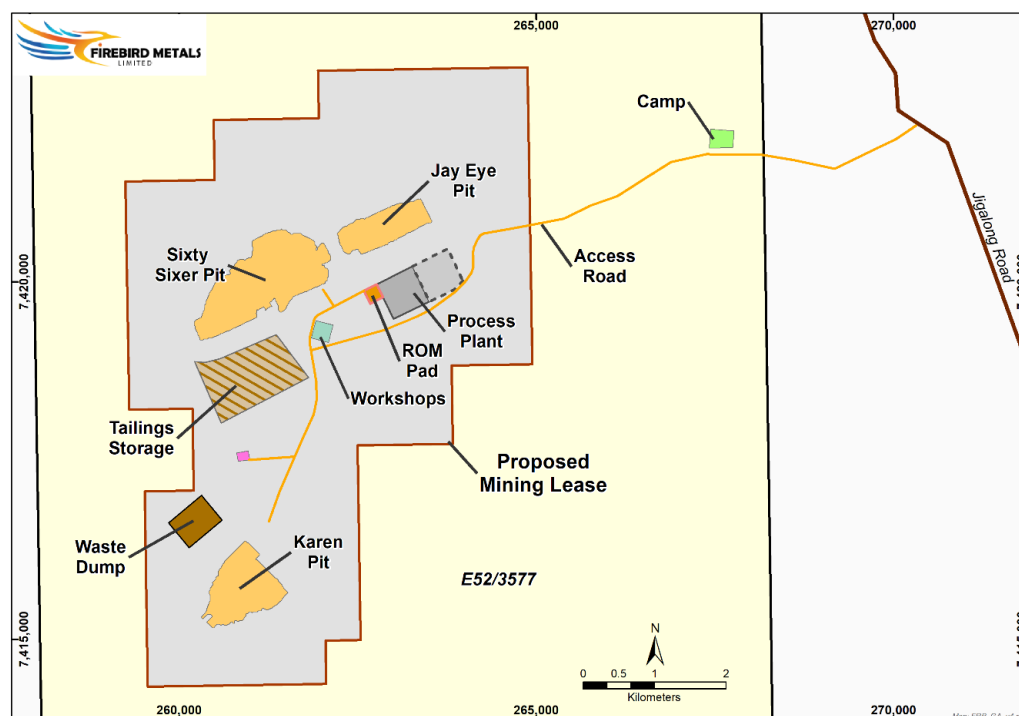 265,000
270,000
FIREBIRD METALS
LIMITED
Camp
Jay Eye
Pit
Jigalong Road
Sixty
Sixer Pit
Access
Road
7,420,000
Process
Plant
ROM
Pad
Workshops
Tailings
Storage
Proposed
Mining Lease
Waste
Dump
Karen
Pit
E52/3577
7,415,000
N
0 0.5 1 2
Kilometers
260,000
265,000
270,000